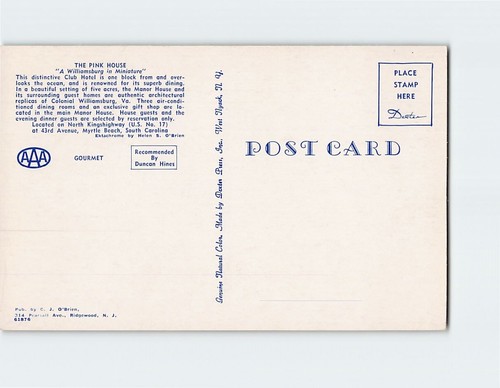 THE PINK HOUSE
"A Williamsburg in Miniature"
This distinctive Club Hotel is one block from and over-
looks the ocean, and is renowned for its superb dining.
In a beautiful setting of five acres, the Manor House and
its surrounding guest homes are authentic architectural
replicas of Colonial Williamsburg, Va. Three air-condi-
tioned dining rooms and an exclusive gift shop are lo-
cated in the main Manor House. House guests and the
evening dinner guests are selected by reservation only.
Located on North Kingshighway (U.S. No. 17)
at 43rd Avenue, Myrtle Beach, South Carolina
Ektachrome by Helen S. O'Brien
AAA
GOURMET
Recommended
By
Duncan Hines
Pub. by J. O'Brien,
314 Ave., Ridgewood, N. J.
61876
Genuine Natural Color. Made by Dexter Press, Inc. West Nyack, N. Y.
PLACE
STAMP
HERE
Dexter
POST CARD